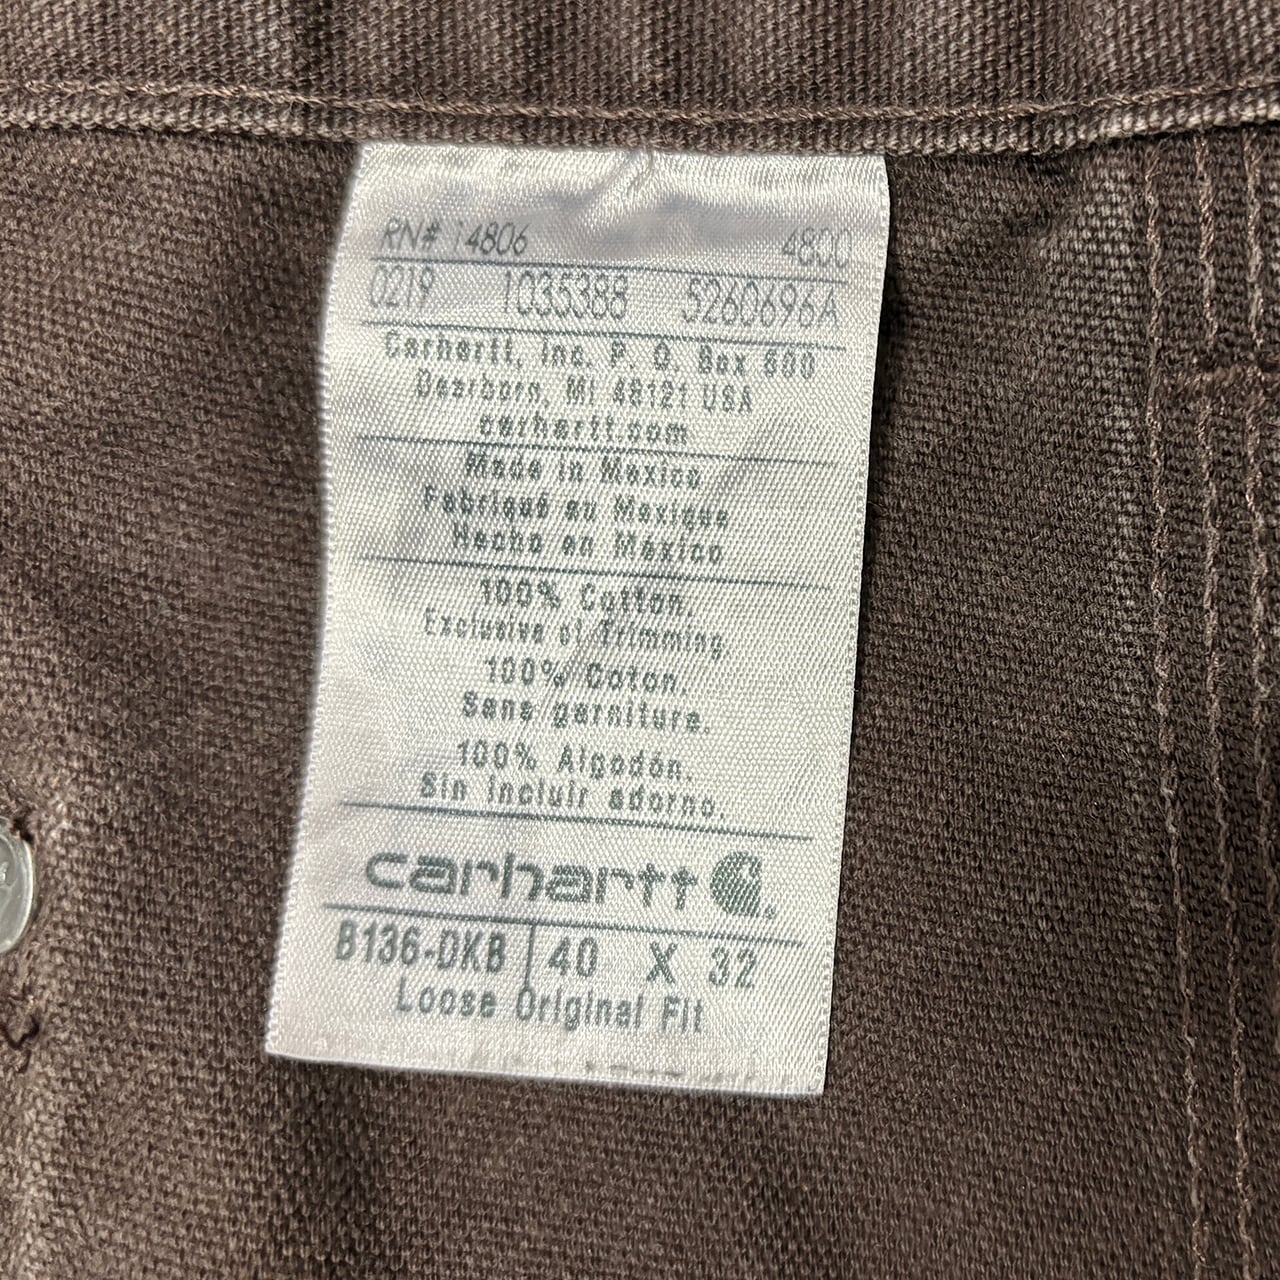 RN# 14806 4800
0219 1035388 5260696A
Carhartt, Inc. P. O. Box 600
Dearborn, MI 48121 USA
carhartt.com
Made in Mexico
Fabriqué au Mexique
Hecho en Mexico
100% Cotton.
Exclusive of Trimming
100% Coton.
Sans garniture.
100% Algodón.
Sin incluir adorno.
carhartt
B136-DKB 40 X 32
Loose Original Fit